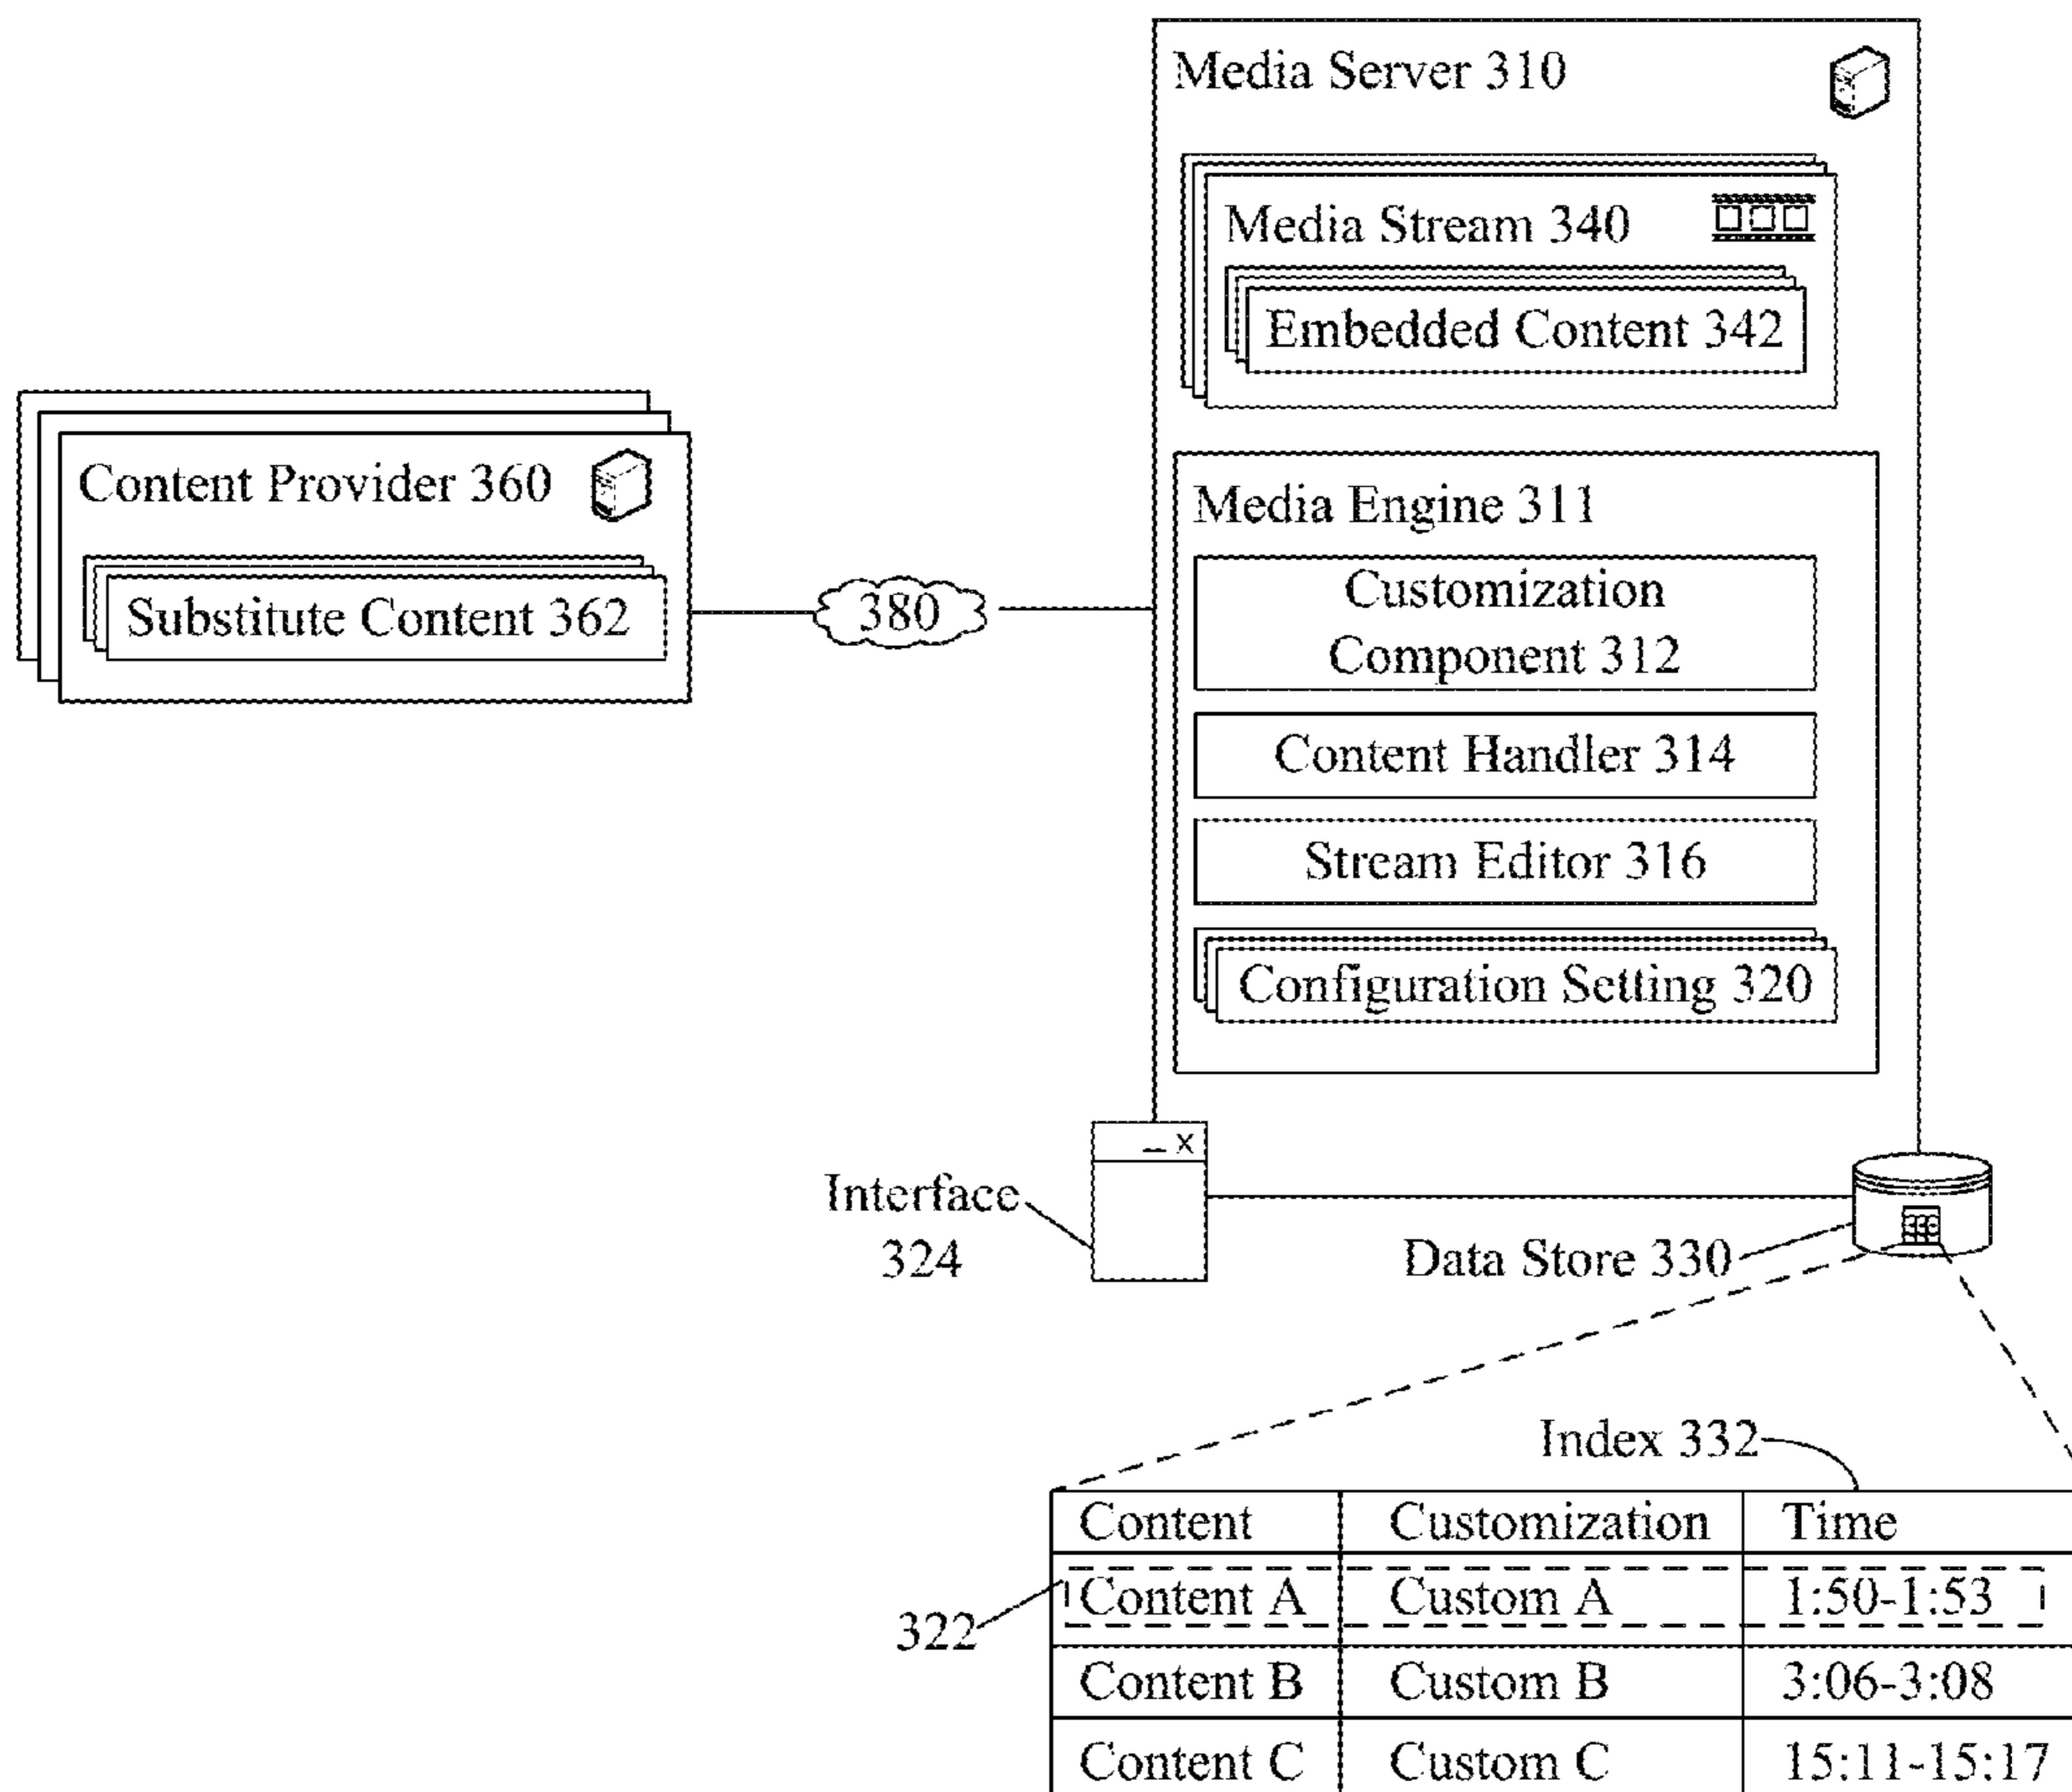 Media Server 310
Media Stream 340
Embedded Content 342
Content Provider 360
Substitute Content 362
380
Media Engine 311
Customization
Component 312
Content Handler 314
Stream Editor 316
Configuration Setting 320
_ X
Interface
324
Data Store 330
Index 332
Content Customization Time
Content A Custom A 1:50-1:53
322
Content B Custom B 3:06-3:08
Content C Custom C 15:11-15:17